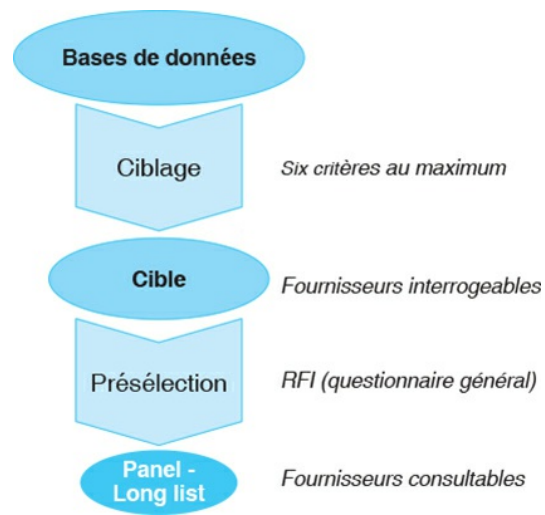 Bases de données
Ciblage
Six critères au maximum
Cible
Fournisseurs interrogeables
Présélection
RFI (questionnaire général)
Panel -
Long list
Fournisseurs consultables